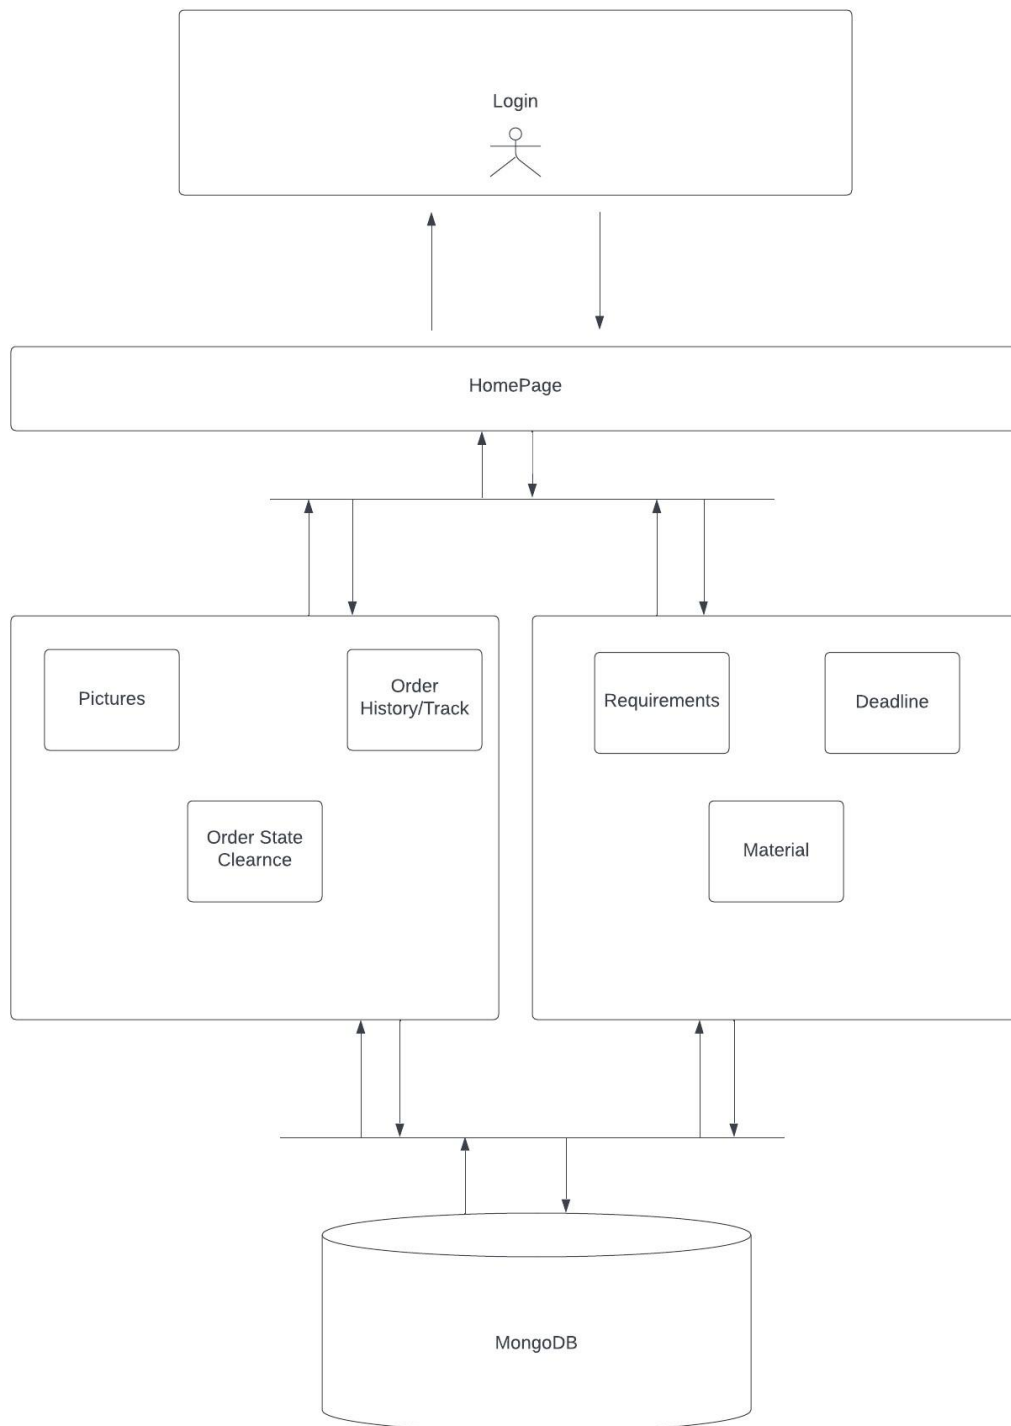 Login
HomePage
Pictures
Order
History/Track
Order State
Clearnce
Requirements
Deadline
Material
MongoDB